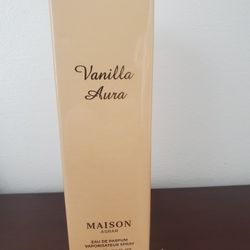 Vanilla
Aura
MAISON
ASRAR
EAU DE PARFUM
VAPORISATEUR SPRAY